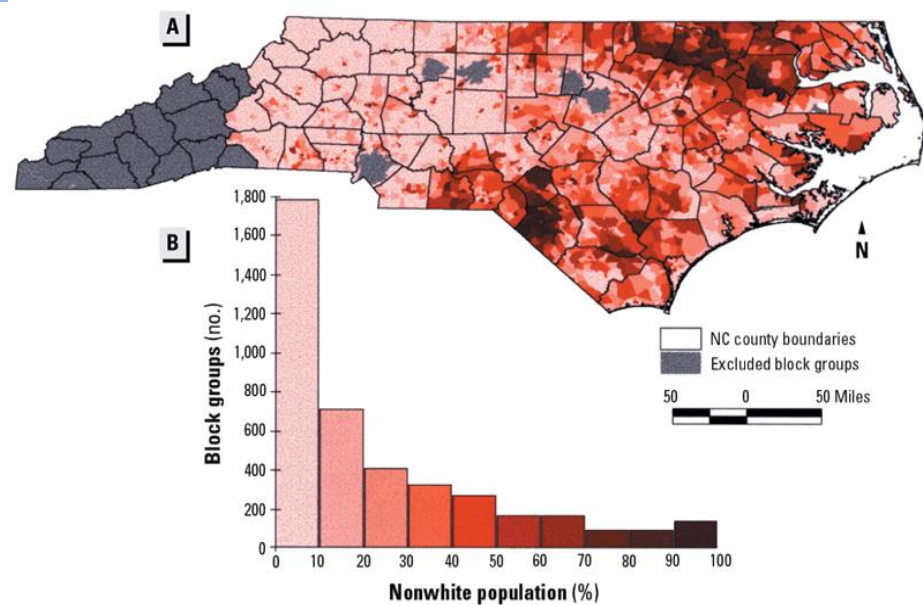 A
B
1,800
1,600
1,400
1,200
1,000
800
600
400
200
0
Block groups (no.)
0 10 20 30 40 50 60 70 80 90 100
Nonwhite population (%)
N
NC county boundaries
Excluded block groups
50 0 50 Miles